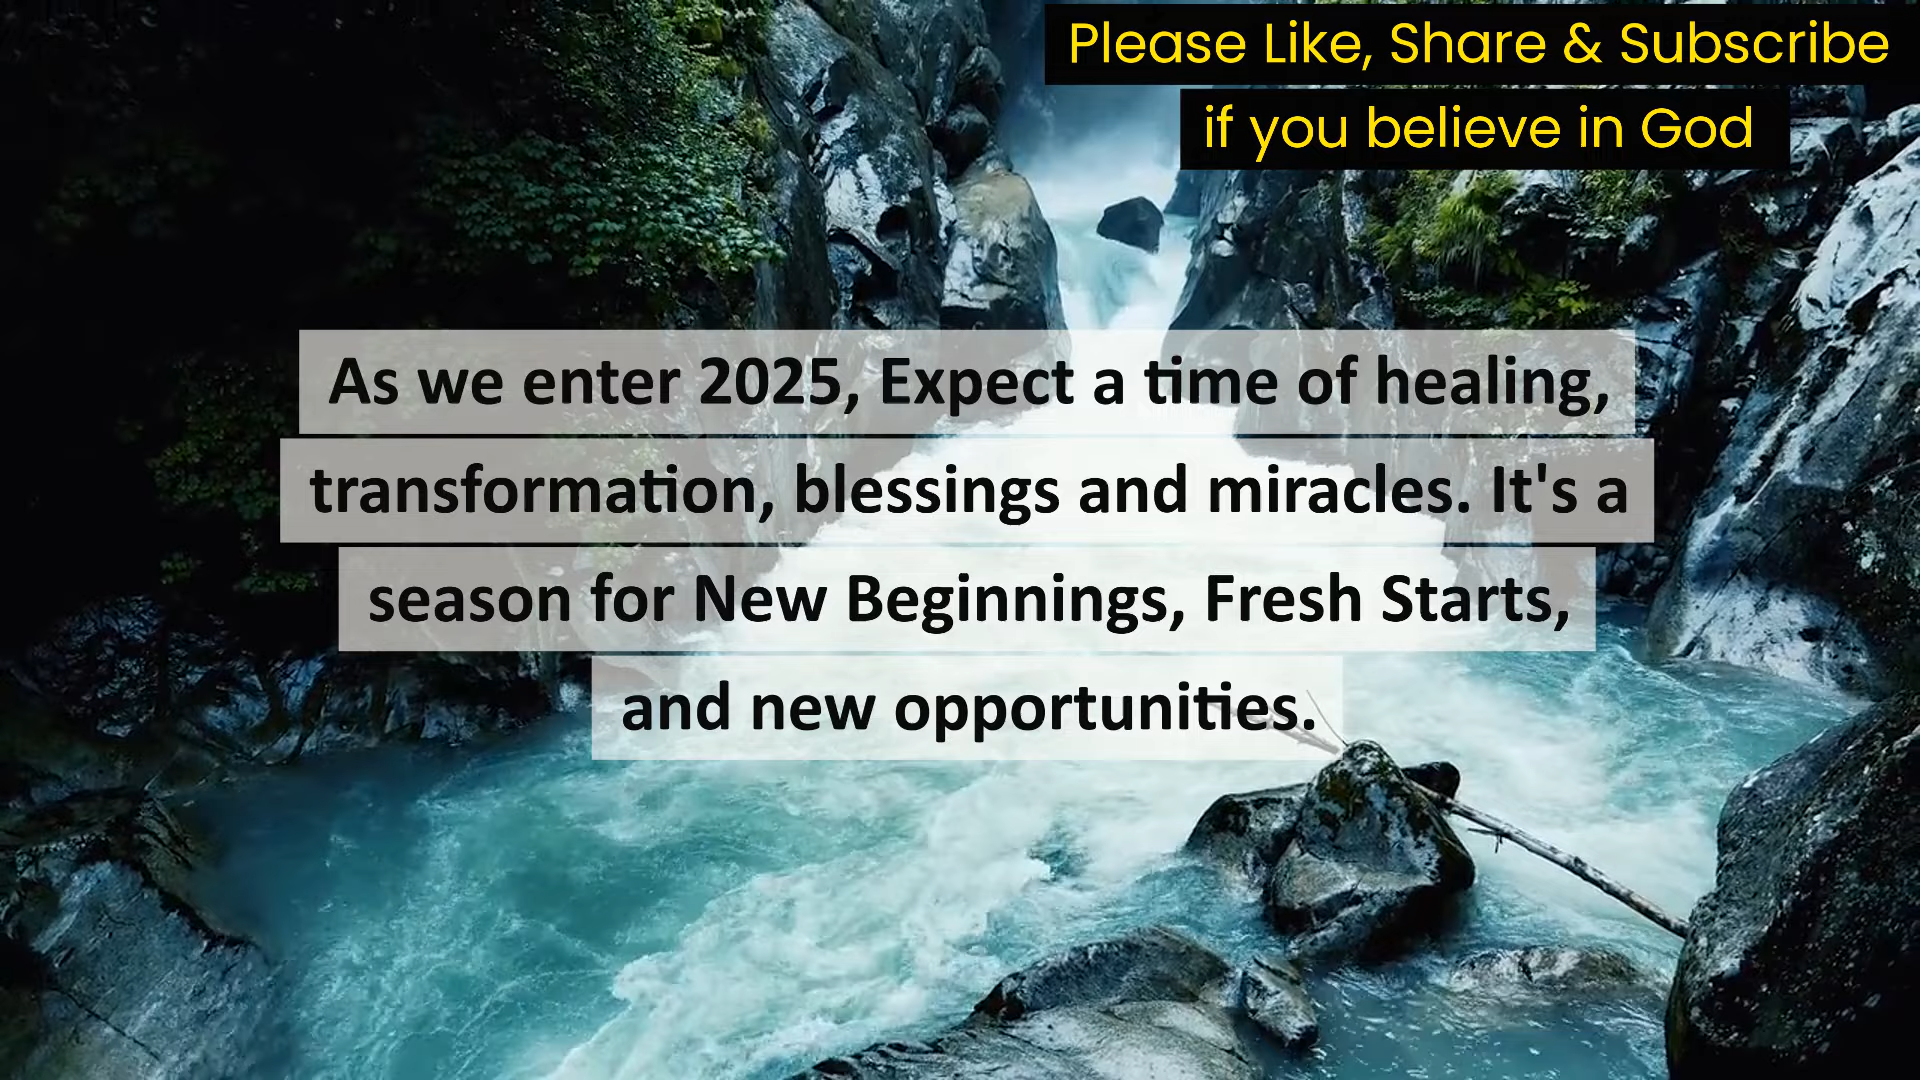 Please Like, Share & Subscribe
if you believe in God
As we enter 2025, Expect a time of healing,
transformation, blessings and miracles. It's a
season for New Beginnings, Fresh Starts,
and new opportunities.